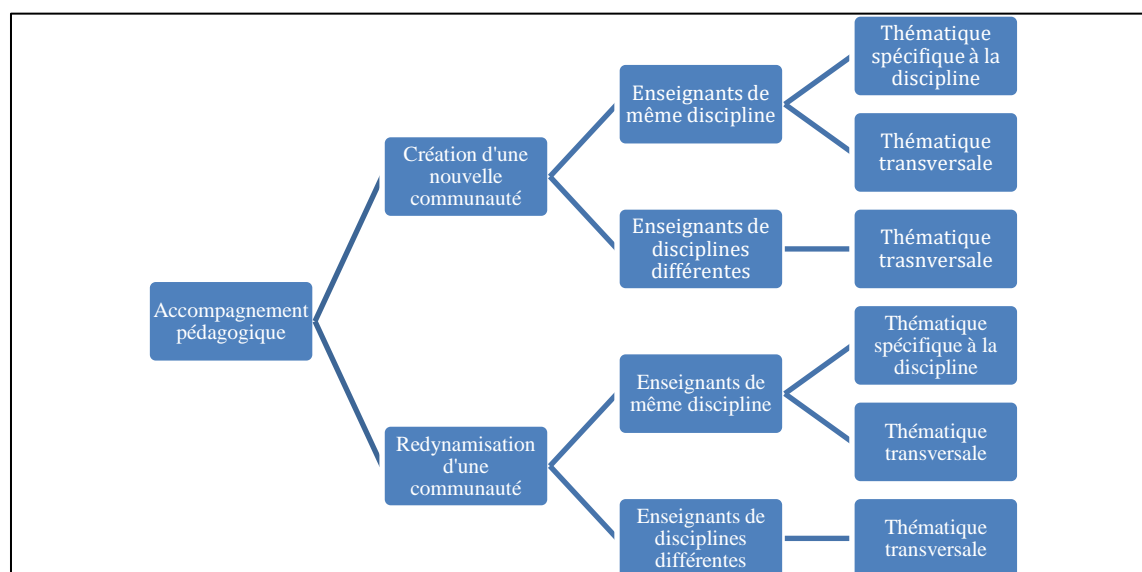 Accompagnement
pédagogique
Création d'une
nouvelle
communauté
Enseignants de
même discipline
Thématique
spécifique à la
discipline
Thématique
transversale
Enseignants de
disciplines
différentes
Thématique
trasnversale
Redynamisation
d'une
communauté
Enseignants de
même discipline
Thématique
spécifique à la
discipline
Thématique
transversale
Enseignants de
disciplines
différentes
Thématique
transversale